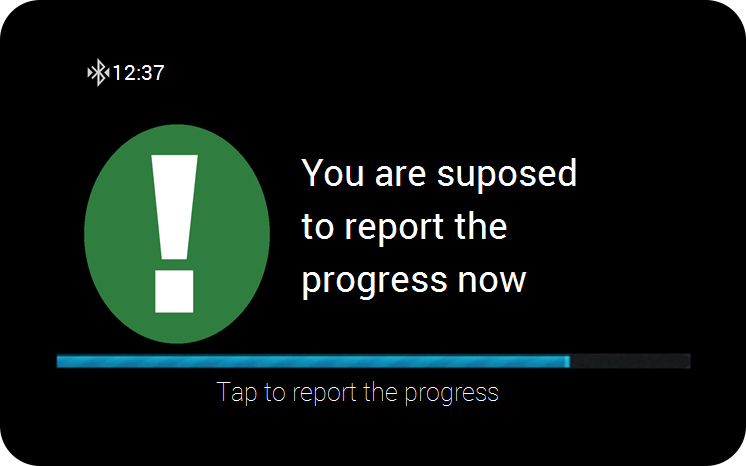 12:37
You are suposed
to report the
progress now
Tap to report the progress